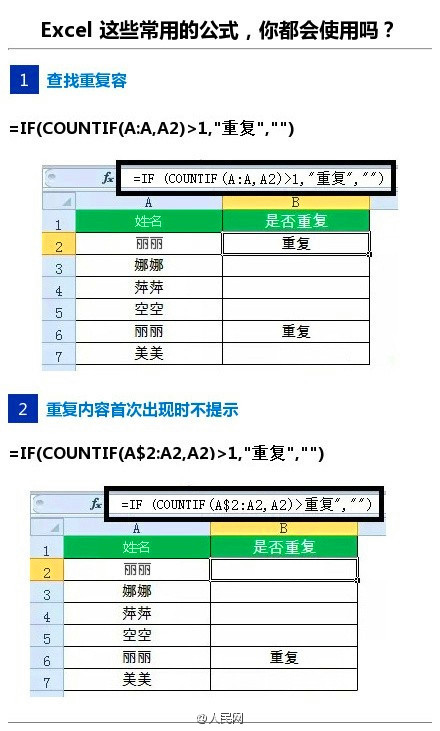 Excel 这些常用的公式，你都会使用吗？
1 查找重复容
=IF(COUNTIF(A:A,A2)>1,"重复","")
fx =IF (COUNTIF(A:A,A2)>1,"重复","")
A B
1 姓名 是否重复
2 丽丽 重复
3 娜娜
4 萍萍
5 空空
6 丽丽 重复
7 美美
2 重复内容首次出现时不提示
=IF(COUNTIF(A$2:A2,A2)>1,"重复","")
fx =IF (COUNTIF(A$2:A2,A2)>重复","")
A B
1 姓名 是否重复
2 丽丽
3 娜娜
4 萍萍
5 空空
6 丽丽 重复
7 美美
@人民网